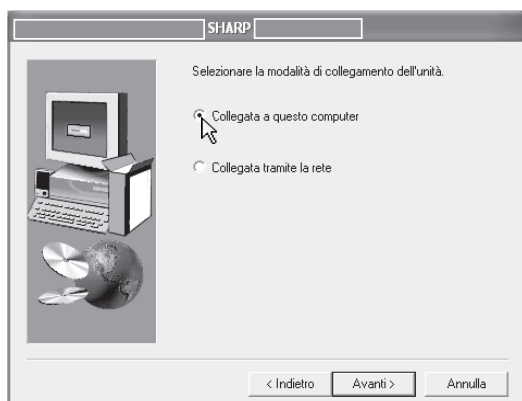 SHARP
Selezionare la modalità di collegamento dell'unità.
Collegata a questo computer
Collegata tramite la rete
< Indietro
Avanti >
Annulla